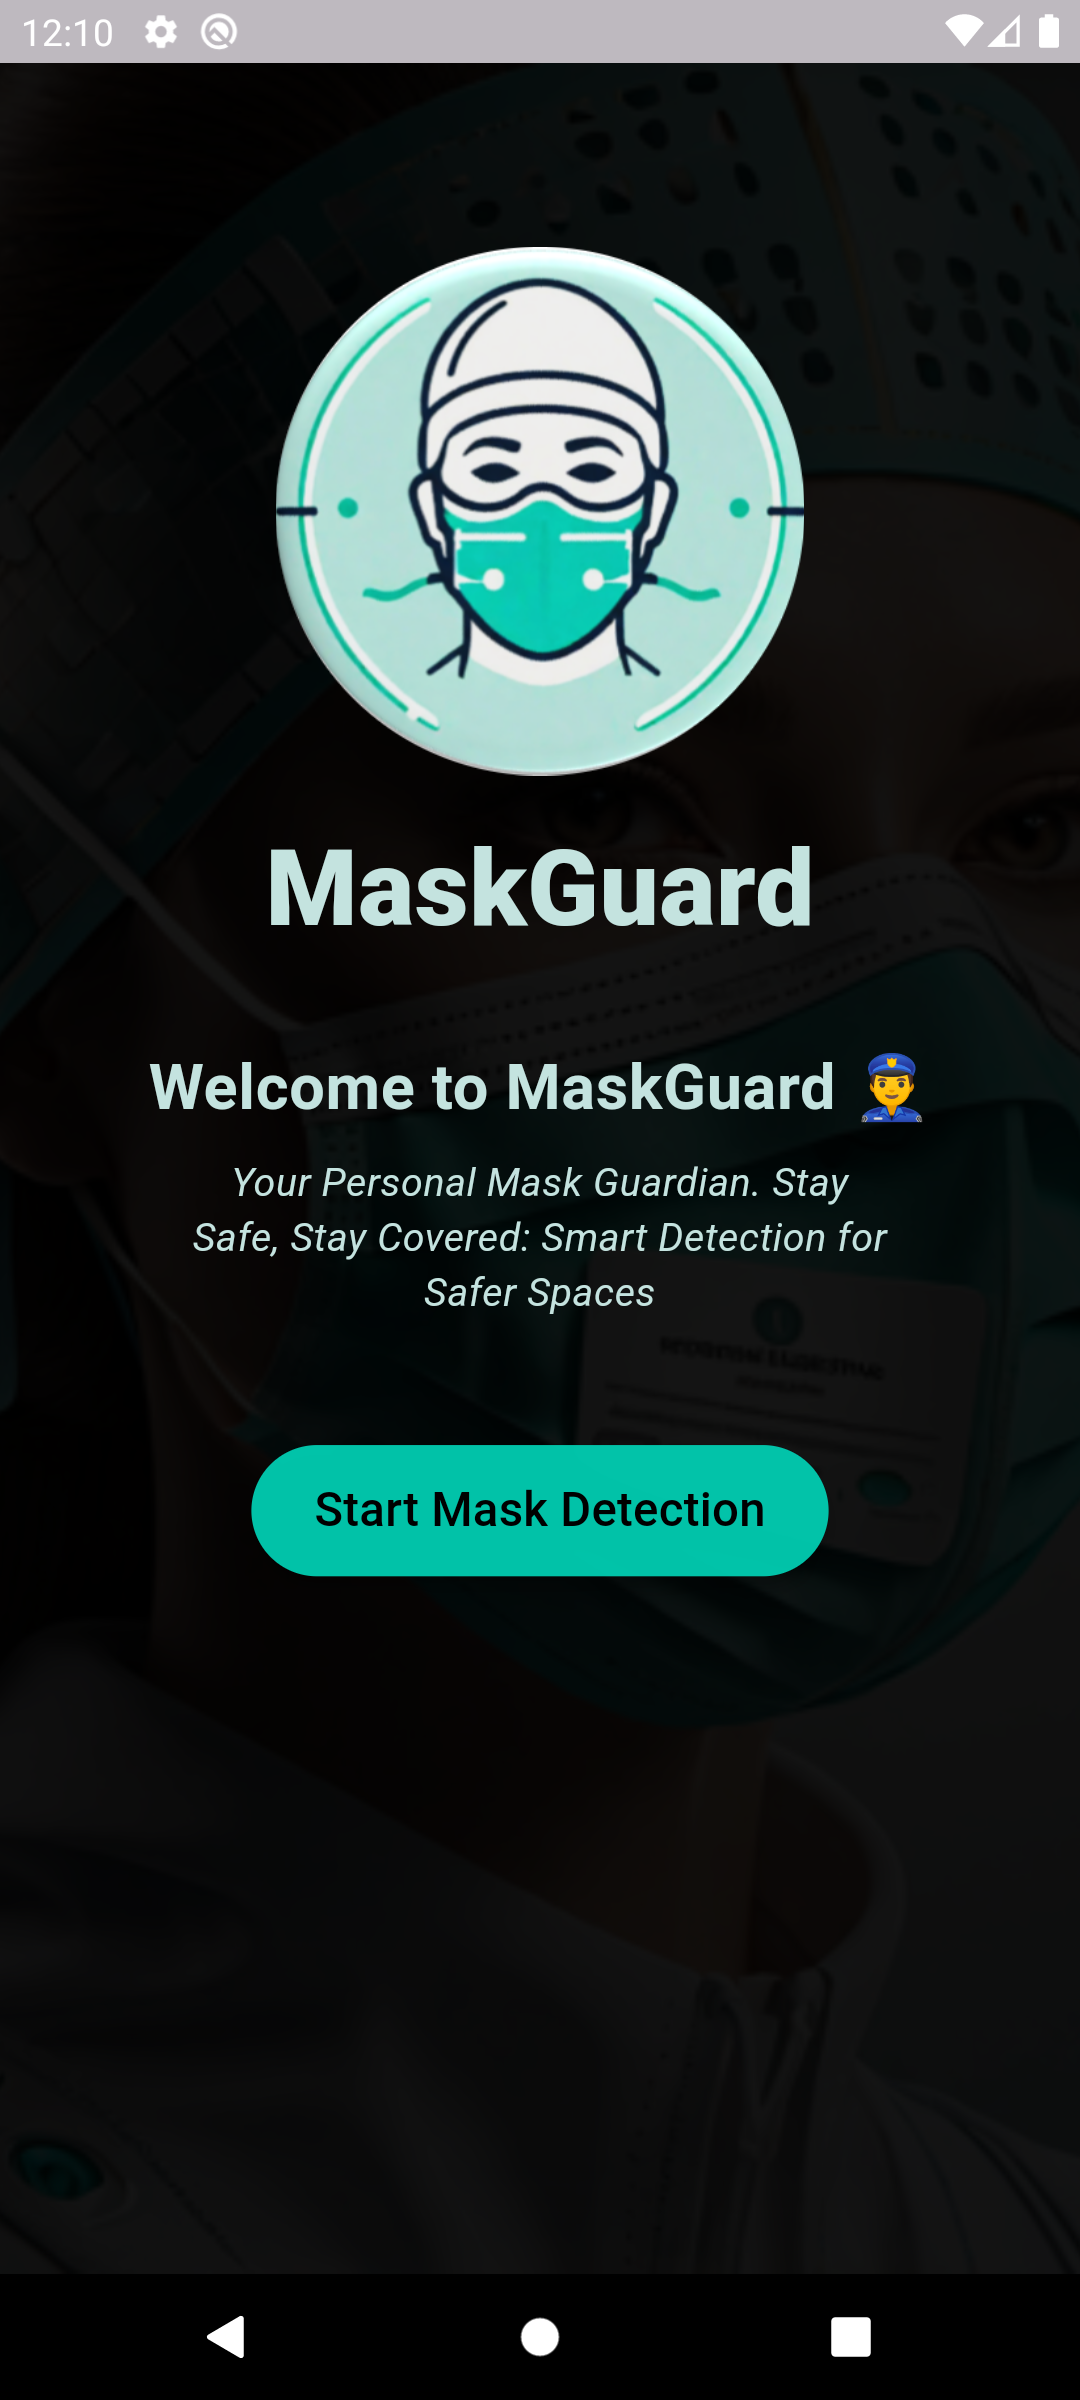 12:10
MaskGuard
Welcome to MaskGuard 👮
Your Personal Mask Guardian. Stay
Safe, Stay Covered: Smart Detection for
Safer Spaces
Start Mask Detection